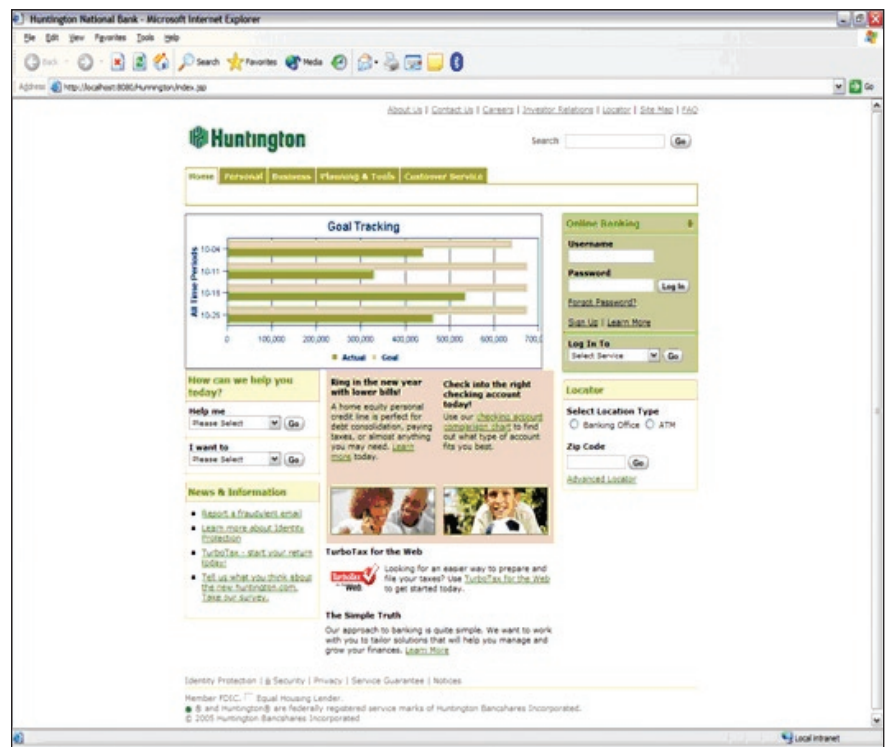 Huntington National Bank - Microsoft Internet Explorer
File Edit View Favorites Tools Help
Back Search Favorites Media
Address http://localhost:8080/Hunnington/index.jsp Go
About Us | Contact Us | Careers | Investor Relations | Locator | Site Map | FAQ
Huntington
Search Go
Home Personal Business Planning & Tools Customer Service
Goal Tracking
All Time Periods
10-04
10-11
10-18
10-25
0 100,000 200,000 300,000 400,000 500,000 600,000 700,
Actual Goal
Online Banking
Username
Password
Log In
Forgot Password?
Sign Up | Learn More
Log In To
Select Service Go
How can we help you
today?
Help me
Please Select Go
I want to
Please Select Go
News & Information
Report a fraudulent email
Learn more about Identity
Protection
TurboTax - start your return
today!
Tell us what you think about
the new huntington.com.
Take our survey.
Ring in the new year
with lower bills!
A home equity personal
credit line is perfect for
debt consolidation, paying
taxes, or almost anything
you may need. Learn
more today.
Check into the right
checking account
today!
Use our checking account
comparison chart to find
out what type of account
fits you best.
Locator
Select Location Type
Banking Office ATM
Zip Code
Go
Advanced Locator
TurboTax for the Web
TurboTax
Web
Looking for an easier way to prepare and
file your taxes? Use TurboTax for the Web
to get started today.
The Simple Truth
Our approach to banking is quite simple. We want to work
with you to tailor solutions that will help you manage and
grow your finances. Learn More
Identity Protection | Security | Privacy | Service Guarantee | Notices
Member FDIC. Equal Housing Lender.
® and Huntington® are federally registered service marks of Huntington Bancshares Incorporated.
© 2005 Huntington Bancshares Incorporated
Local intranet